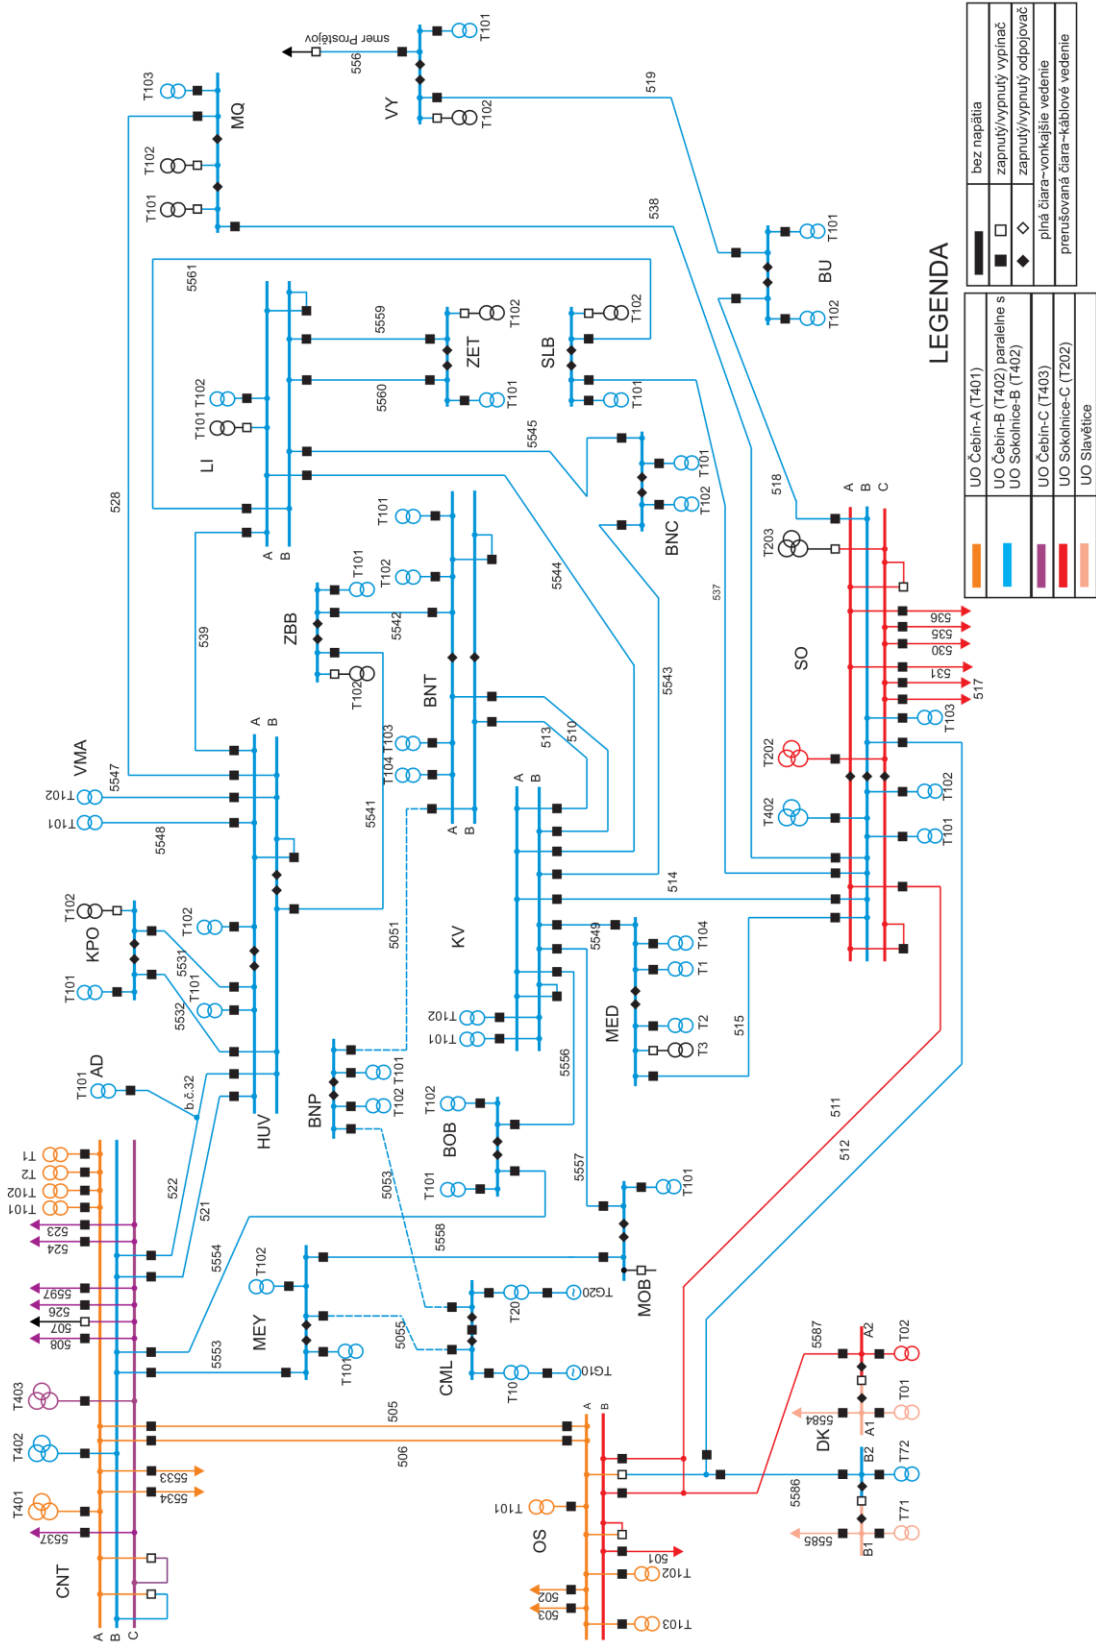 CNT
A
B
C
5537
T401
5534
5533
T402
T403
508
507
526
5597
524
523
T101
T102
T2
T1
5553
5554
521
522
b.č.32
AD
T101
KPO
T101
T102
5532
5531
VMA
T101
T102
5548
5547
HUV
T101
T102
A
B
528
539
5541
MQ
T101
T102
T103
LI
T101
T102
A
B
5561
ZBB
T102
T101
5542
BNT
T104
T103
T102
T101
A
B
5051
513
510
5544
5545
5543
5560
5559
ZET
T101
T102
SLB
T101
T102
BNC
T102
T101
537
538
VY
T102
T101
556
smer Prostějov
519
BU
T102
T101
518
BNP
T102
T101
5053
BOB
T101
T102
5556
KV
T101
T102
A
B
514
5549
MED
T3
T2
T1
T104
515
5557
5558
MOB
T101
MEY
T101
T102
5055
CML
T10
T20
TG10
TG20
505
506
OS
A
B
T101
T102
T103
503
502
501
511
512
SO
A
B
C
T402
T202
T203
T101
T102
T103
517
531
530
535
536
5587
5586
DK
5585
5584
B1
B2
A1
A2
T71
T72
T01
T02
LEGENDA
UO Čebín-A (T401)
UO Čebín-B (T402) paralelne s
UO Sokolnice-B (T402)
UO Čebín-C (T403)
UO Sokolnice-C (T202)
UO Slavětice
bez napätia
zapnutý/vypnutý vypínač
zapnutý/vypnutý odpojovač
plná čiara~vonkajšie vedenie
prerušovaná čiara~káblové vedenie